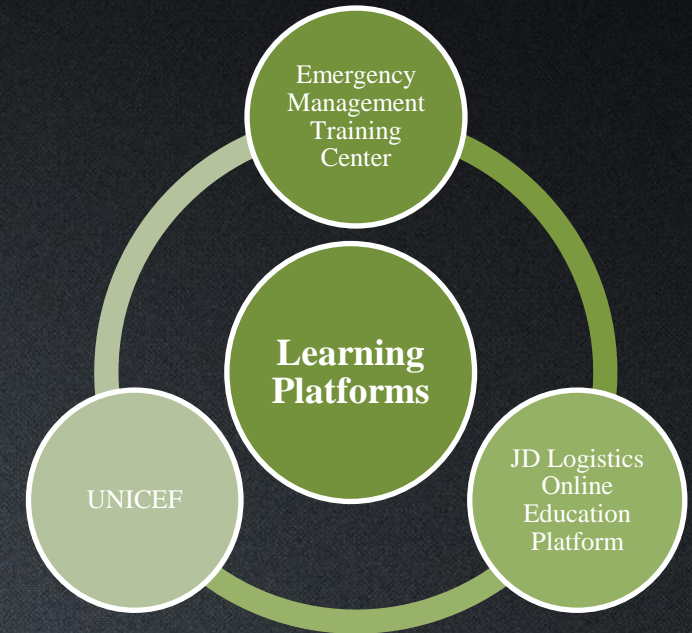 Emergency
Management
Training
Center
Learning
Platforms
UNICEF
JD Logistics
Online
Education
Platform